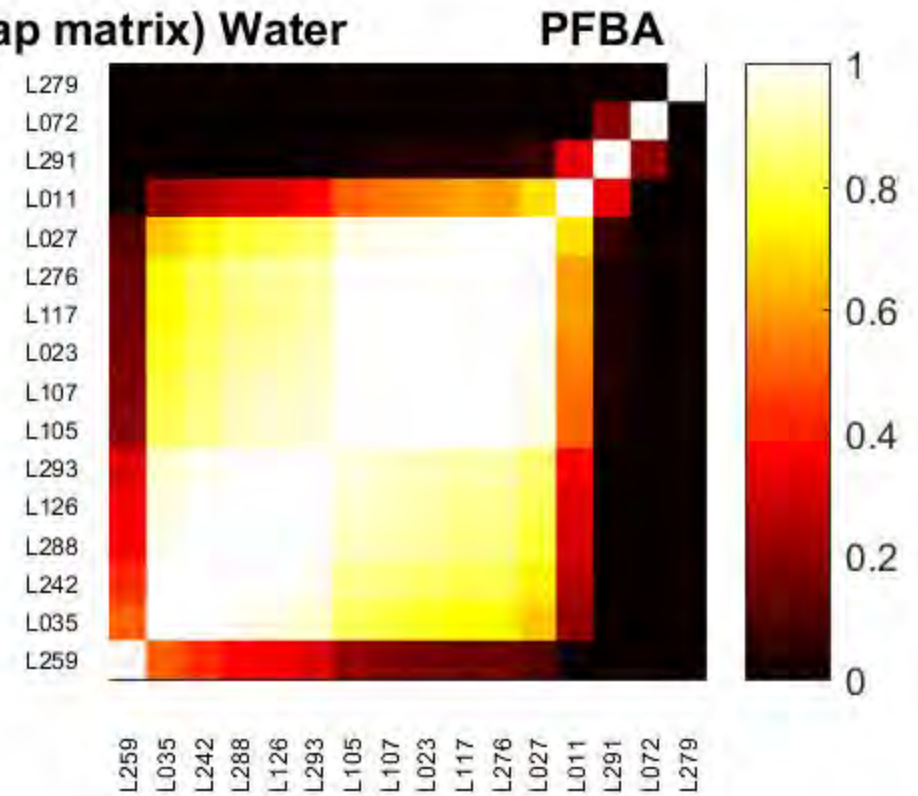 ap matrix) Water PFBA
L279
L072
L291
L011
L027
L276
L117
L023
L107
L105
L293
L126
L288
L242
L035
L259
1
0.8
0.6
0.4
0.2
0
L259 L035 L242 L288 L126 L293 L105 L107 L023 L117 L276 L027 L011 L291 L072 L279